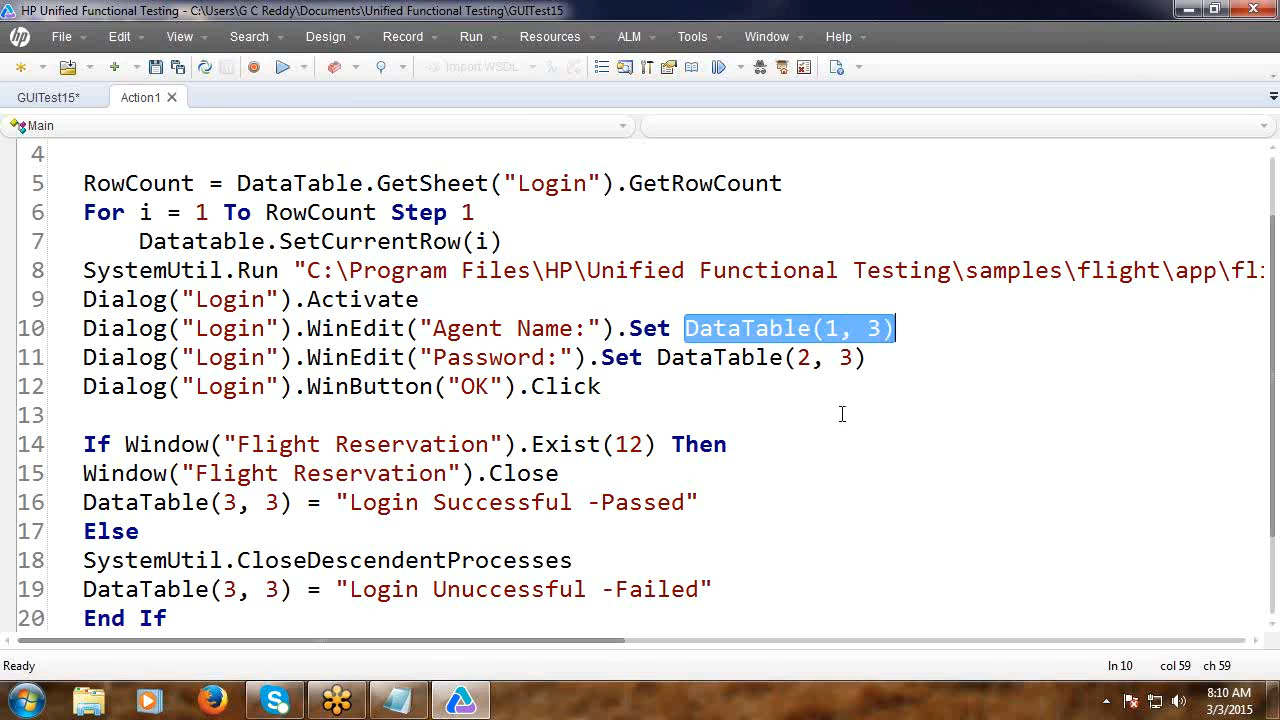 HP Unified Functional Testing - C:\Users\G C Reddy\Documents\Unified Functional Testing\GUITest15
hp File Edit View Search Design Record Run Resources ALM Tools Window Help
Import WSDL
GUITest15* Action1
Main
4
5 RowCount = DataTable.GetSheet("Login").GetRowCount
6 For i = 1 To RowCount Step 1
7 Datatable.SetCurrentRow(i)
8 SystemUtil.Run "C:\Program Files\HP\Unified Functional Testing\samples\flight\app\fli
9 Dialog("Login").Activate
10 Dialog("Login").WinEdit("Agent Name:").Set DataTable(1, 3)
11 Dialog("Login").WinEdit("Password:").Set DataTable(2, 3)
12 Dialog("Login").WinButton("OK").Click
13
14 If Window("Flight Reservation").Exist(12) Then
15 Window("Flight Reservation").Close
16 DataTable(3, 3) = "Login Successful -Passed"
17 Else
18 SystemUtil.CloseDescendentProcesses
19 DataTable(3, 3) = "Login Unuccessful -Failed"
20 End If
Ready ln 10 col 59 ch 59
8:10 AM
3/3/2015